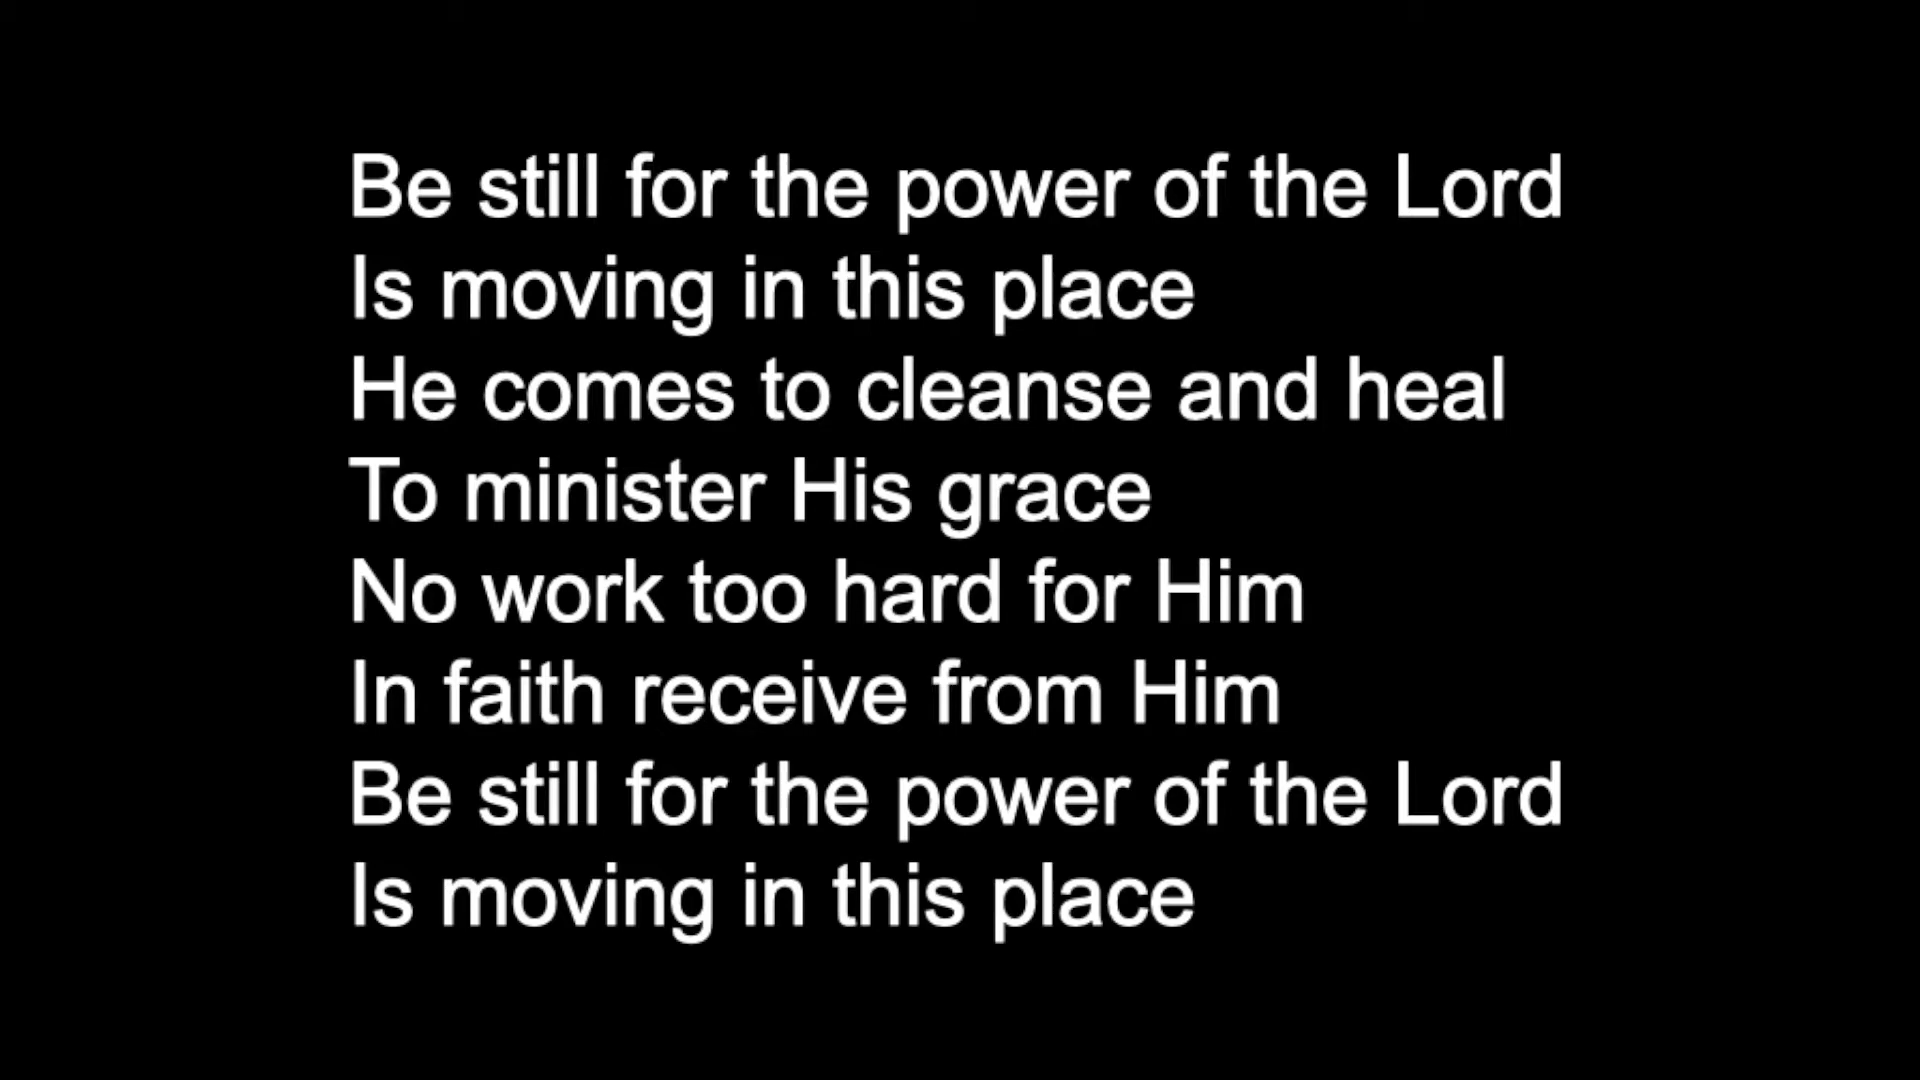 Be still for the power of the Lord
Is moving in this place
He comes to cleanse and heal
To minister His grace
No work too hard for Him
In faith receive from Him
Be still for the power of the Lord
Is moving in this place